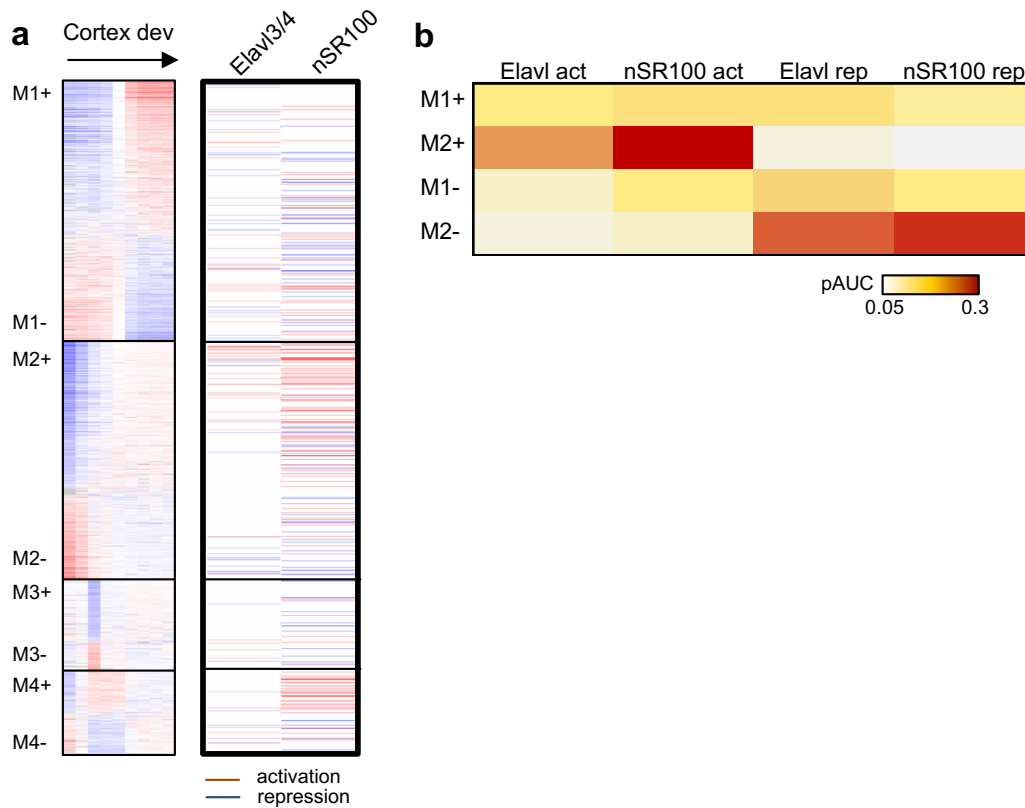 a
Cortex dev
Elavl3/4
nSR100
M1+
M1-
M2+
M2-
M3+
M3-
M4+
M4-
activation
repression
b
Elavl act nSR100 act Elavl rep nSR100 rep
M1+
M2+
M1-
M2-
pAUC
0.05 0.3